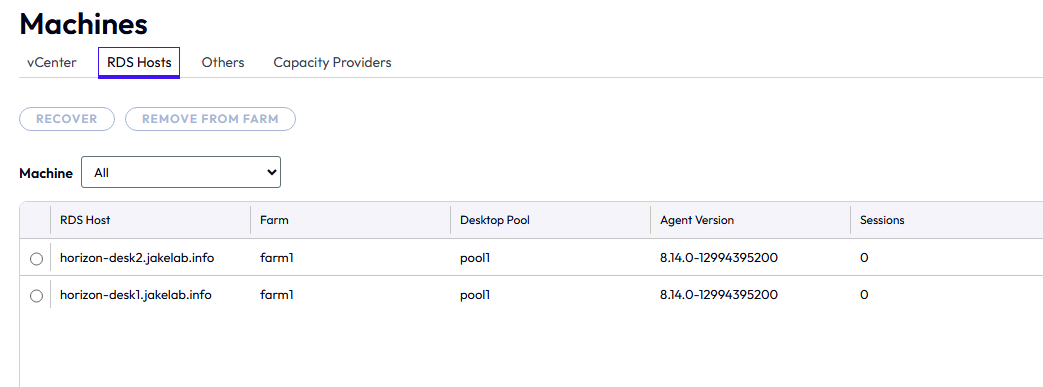 Machines
vCenter RDS Hosts Others Capacity Providers
RECOVER REMOVE FROM FARM
Machine All
RDS Host Farm Desktop Pool Agent Version Sessions
horizon-desk2.jakelab.info farm1 pool1 8.14.0-12994395200 0
horizon-desk1.jakelab.info farm1 pool1 8.14.0-12994395200 0